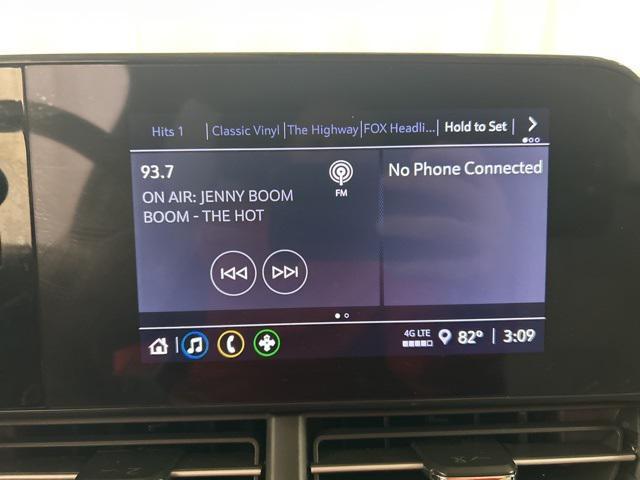 Hits 1 Classic Vinyl The Highway FOX Headli... Hold to Set
93.7
FM
No Phone Connected
ON AIR: JENNY BOOM
BOOM - THE HOT
4G LTE
82° 3:09